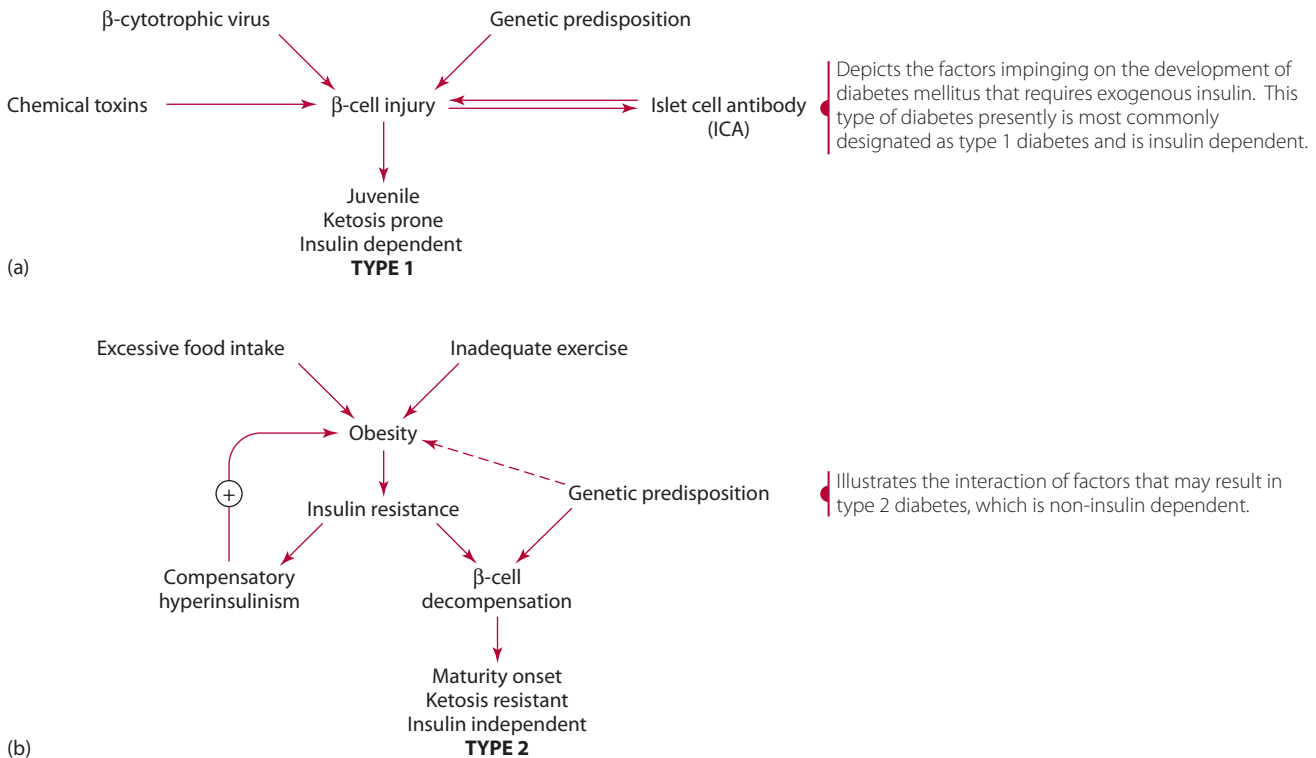 β-cytotrophic virus
Genetic predisposition
Chemical toxins
β-cell injury
Islet cell antibody
(ICA)
Depicts the factors impinging on the development of
diabetes mellitus that requires exogenous insulin. This
type of diabetes presently is most commonly
designated as type 1 diabetes and is insulin dependent.
Juvenile
Ketosis prone
Insulin dependent
TYPE 1
(a)
Excessive food intake
Inadequate exercise
Obesity
+
Genetic predisposition
Insulin resistance
Illustrates the interaction of factors that may result in
type 2 diabetes, which is non-insulin dependent.
Compensatory
hyperinsulinism
β-cell
decompensation
Maturity onset
Ketosis resistant
Insulin independent
TYPE 2
(b)